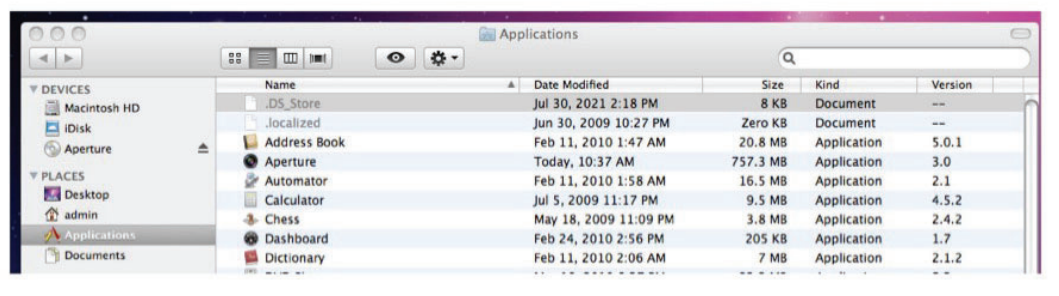 Applications
DEVICES
Macintosh HD
iDisk
Aperture
PLACES
Desktop
admin
Applications
Documents
Name Date Modified Size Kind Version
.DS_Store Jul 30, 2021 2:18 PM 8 KB Document --
.localized Jun 30, 2009 10:27 PM Zero KB Document --
Address Book Feb 11, 2010 1:47 AM 20.8 MB Application 5.0.1
Aperture Today, 10:37 AM 757.3 MB Application 3.0
Automator Feb 11, 2010 1:58 AM 16.5 MB Application 2.1
Calculator Jul 5, 2009 11:17 PM 9.5 MB Application 4.5.2
Chess May 18, 2009 11:09 PM 3.8 MB Application 2.4.2
Dashboard Feb 24, 2010 2:56 PM 205 KB Application 1.7
Dictionary Feb 11, 2010 2:06 AM 7 MB Application 2.1.2